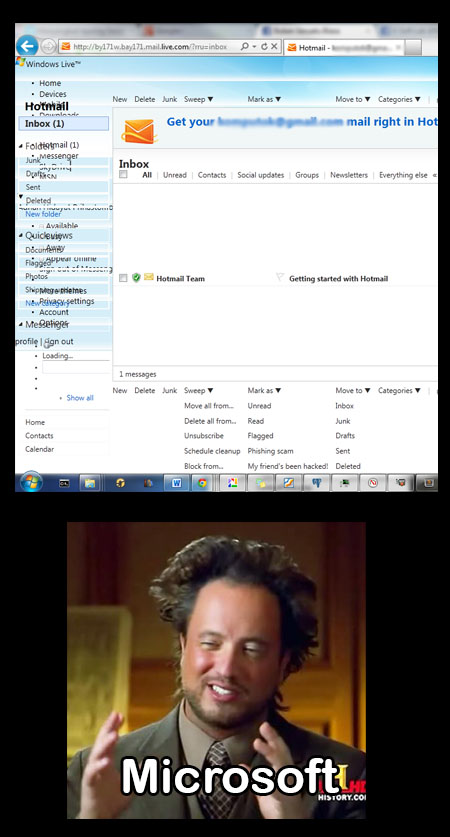 http://by171w.bay171.mail.live.com/?rru=inbox
Hotmail -
Windows Live™
Home
Devices
Mobile
Downloads
Hotmail
Inbox (1)
Hotmail (1)
Messenger
SkyDrive
MSN
Folders
Junk
Drafts
Sent
Deleted
New folder
Available
Busy
Away
Appear offline
Sign out of Messenger
Quick views
Documents
Flagged
Photos
Shipping updates
New category
More themes
Privacy settings
Account
Options
Messenger
profile | sign out
Loading...
Show all
Home
Contacts
Calendar
New Delete Junk Sweep ▼ Mark as ▼ Move to ▼ Categories ▼
Get your @gmail.com mail right in Hot
Inbox
All | Unread | Contacts | Social updates | Groups | Newsletters | Everything else «
Hotmail Team Getting started with Hotmail
1 messages
New Delete Junk Sweep ▼ Mark as ▼ Move to ▼ Categories ▼
Move all from... Unread Inbox
Delete all from... Read Junk
Unsubscribe Flagged Drafts
Schedule cleanup Phishing scam Sent
Block from... My friend's been hacked! Deleted
Microsoft
H
HISTORY.CO